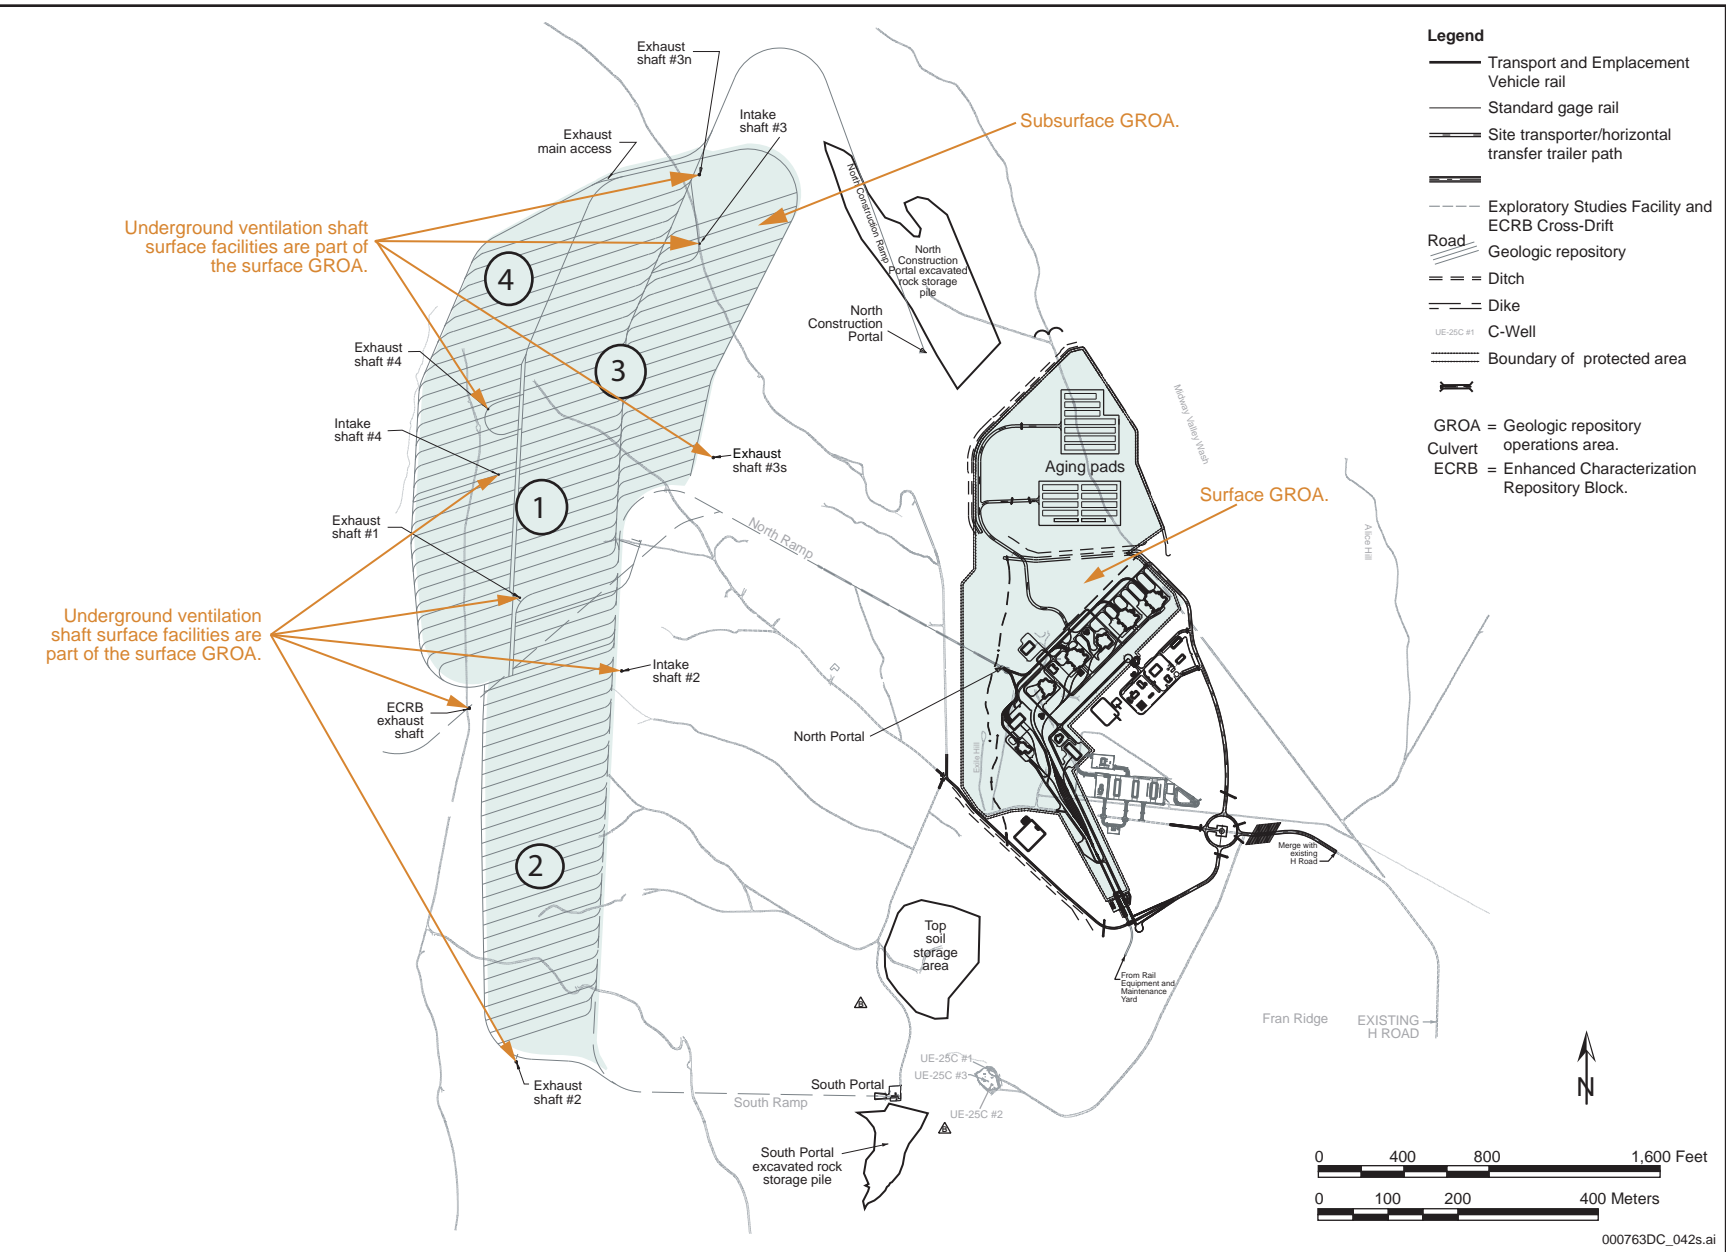 Exhaust
shaft #3n
Intake
shaft #3
Exhaust
main access
Subsurface GROA.
Underground ventilation shaft
surface facilities are part of
the surface GROA.
4
3
1
2
Exhaust
shaft #4
Intake
shaft #4
Exhaust
shaft #1
Exhaust
shaft #3s
Underground ventilation
shaft surface facilities are
part of the surface GROA.
Intake
shaft #2
ECRB
exhaust
shaft
Exhaust
shaft #2
North Construction Ramp
North
Construction
Portal excavated
rock storage
pile
North
Construction
Portal
North Ramp
Aging pads
Surface GROA.
Midway Valley Wash
Alice Hill
North Portal
Exile Hill
Merge with
existing
H Road
From Rail
Equipment and
Maintenance
Yard
Top
soil
storage
area
Fran Ridge
EXISTING
H ROAD
UE-25C #1
UE-25C #3
UE-25C #2
South Portal
South Ramp
South Portal
excavated rock
storage pile
Legend
Transport and Emplacement
Vehicle rail
Standard gage rail
Site transporter/horizontal
transfer trailer path
Exploratory Studies Facility and
ECRB Cross-Drift
Road
Geologic repository
Ditch
Dike
UE-25C #1
C-Well
Boundary of protected area
GROA = Geologic repository
operations area.
Culvert
ECRB = Enhanced Characterization
Repository Block.
N
0 400 800 1,600 Feet
0 100 200 400 Meters
000763DC_042s.ai